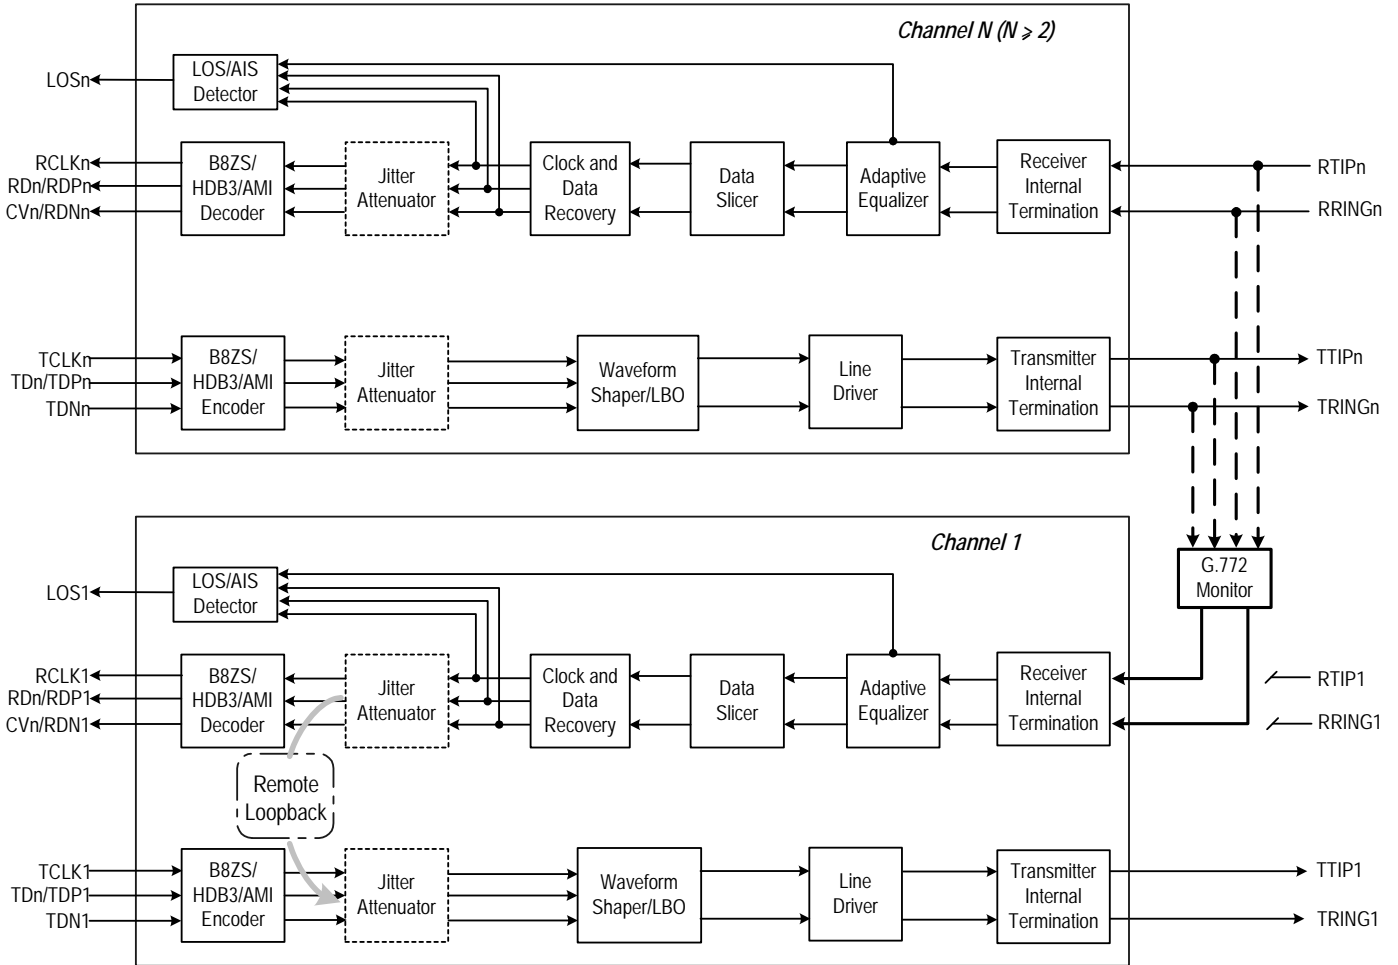 Channel N (N ⩾ 2)
LOSn
LOS/AIS
Detector
RCLKn
RDn/RDPn
CVn/RDNn
B8ZS/
HDB3/AMI
Decoder
Jitter
Attenuator
Clock and
Data
Recovery
Data
Slicer
Adaptive
Equalizer
Receiver
Internal
Termination
RTIPn
RRINGn
TCLKn
TDn/TDPn
TDNn
B8ZS/
HDB3/AMI
Encoder
Jitter
Attenuator
Waveform
Shaper/LBO
Line
Driver
Transmitter
Internal
Termination
TTIPn
TRINGn
Channel 1
G.772
Monitor
LOS1
LOS/AIS
Detector
RCLK1
RDn/RDP1
CVn/RDN1
B8ZS/
HDB3/AMI
Decoder
Jitter
Attenuator
Clock and
Data
Recovery
Data
Slicer
Adaptive
Equalizer
Receiver
Internal
Termination
RTIP1
RRING1
Remote
Loopback
TCLK1
TDn/TDP1
TDN1
B8ZS/
HDB3/AMI
Encoder
Jitter
Attenuator
Waveform
Shaper/LBO
Line
Driver
Transmitter
Internal
Termination
TTIP1
TRING1